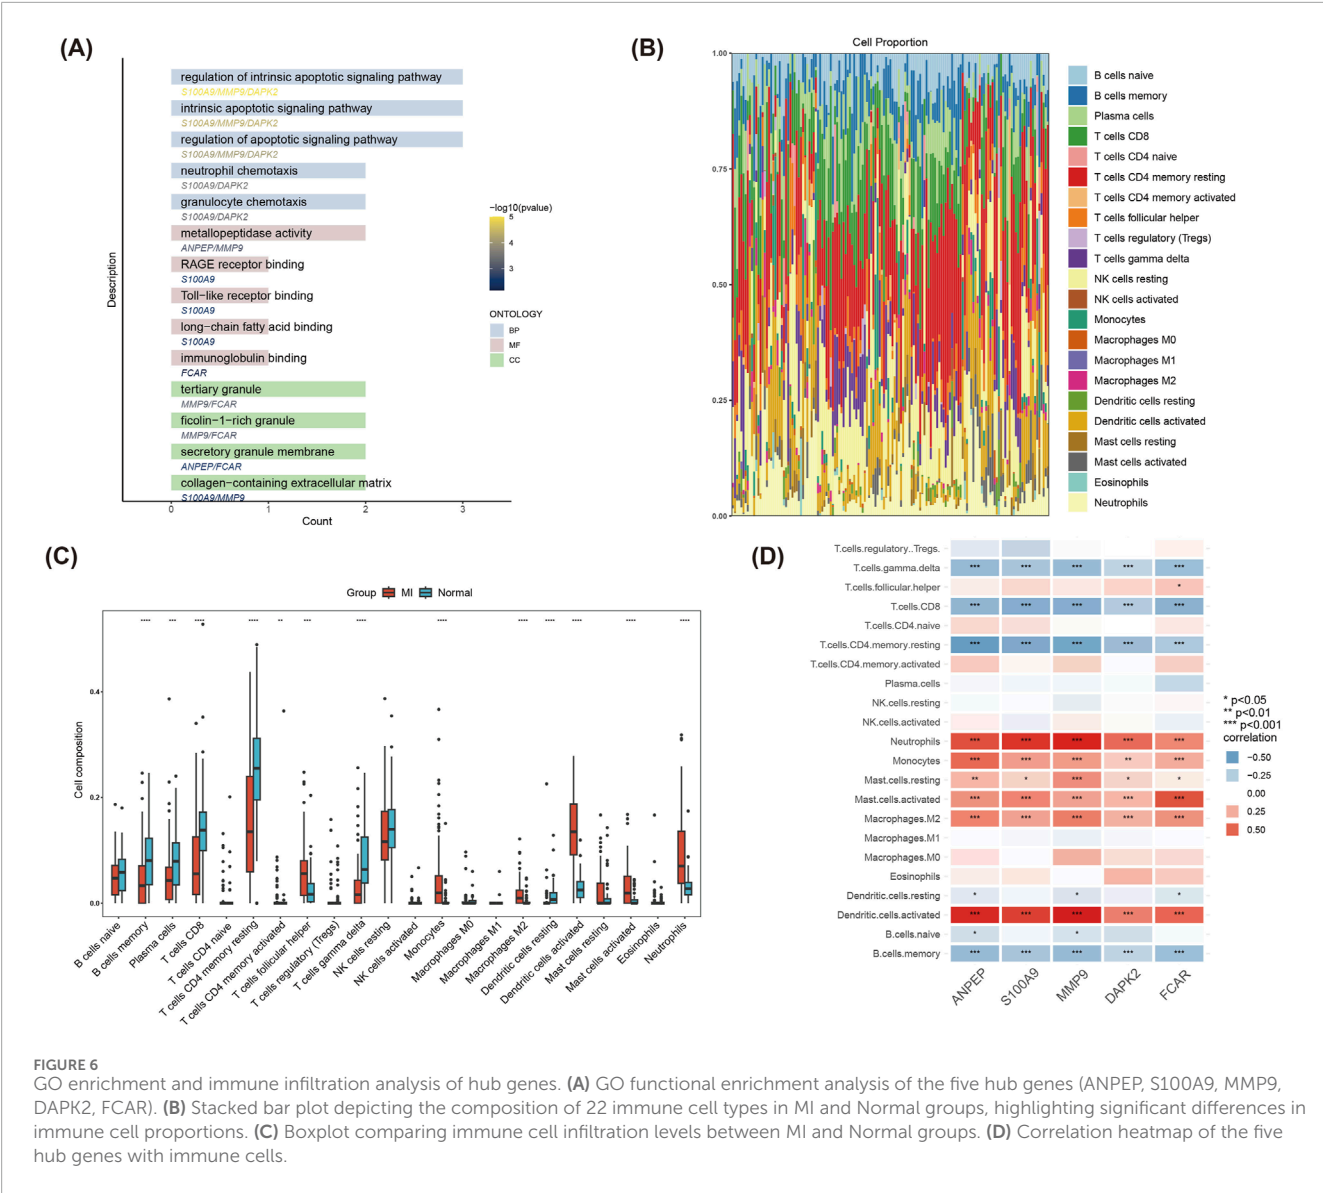 (A)
regulation of intrinsic apoptotic signaling pathway
S100A9/MMP9/DAPK2
intrinsic apoptotic signaling pathway
S100A9/MMP9/DAPK2
regulation of apoptotic signaling pathway
S100A9/MMP9/DAPK2
neutrophil chemotaxis
S100A9/DAPK2
granulocyte chemotaxis
S100A9/DAPK2
metallopeptidase activity
ANPEP/MMP9
RAGE receptor binding
S100A9
Toll−like receptor binding
S100A9
long−chain fatty acid binding
S100A9
immunoglobulin binding
FCAR
tertiary granule
MMP9/FCAR
ficolin−1−rich granule
MMP9/FCAR
secretory granule membrane
ANPEP/FCAR
collagen−containing extracellular matrix
S100A9/MMP9
Description
0 1 2 3
Count
−log10(pvalue)
5
4
3
ONTOLOGY
BP
MF
CC
(B)
Cell Proportion
1.00
0.75
0.50
0.25
0.00
B cells naive
B cells memory
Plasma cells
T cells CD8
T cells CD4 naive
T cells CD4 memory resting
T cells CD4 memory activated
T cells follicular helper
T cells regulatory (Tregs)
T cells gamma delta
NK cells resting
NK cells activated
Monocytes
Macrophages M0
Macrophages M1
Macrophages M2
Dendritic cells resting
Dendritic cells activated
Mast cells resting
Mast cells activated
Eosinophils
Neutrophils
(C)
Group MI Normal
**** *** **** **** ** *** **** **** **** **** **** **** ****
Cell composition
0.4
0.2
0.0
B cells naive
B cells memory
Plasma cells
T cells CD8
T cells CD4 naive
T cells CD4 memory resting
T cells CD4 memory activated
T cells follicular helper
T cells regulatory (Tregs)
T cells gamma delta
NK cells resting
NK cells activated
Monocytes
Macrophages M0
Macrophages M1
Macrophages M2
Dendritic cells resting
Dendritic cells activated
Mast cells resting
Mast cells activated
Eosinophils
Neutrophils
(D)
T.cells.regulatory..Tregs.
T.cells.gamma.delta *** *** *** *** ***
T.cells.follicular.helper *
T.cells.CD8 *** *** *** *** ***
T.cells.CD4.naive
T.cells.CD4.memory.resting *** *** *** *** ***
T.cells.CD4.memory.activated
Plasma.cells
NK.cells.resting
NK.cells.activated
Neutrophils *** *** *** *** ***
Monocytes *** *** *** ** ***
Mast.cells.resting ** * *** * *
Mast.cells.activated *** *** *** *** ***
Macrophages.M2 *** *** *** *** ***
Macrophages.M1
Macrophages.M0
Eosinophils
Dendritic.cells.resting * * *
Dendritic.cells.activated *** *** *** *** ***
B.cells.naive * *
B.cells.memory *** *** *** *** ***
ANPEP
S100A9
MMP9
DAPK2
FCAR
* p<0.05
** p<0.01
*** p<0.001
correlation
−0.50
−0.25
0.00
0.25
0.50
FIGURE 6
GO enrichment and immune infiltration analysis of hub genes. (A) GO functional enrichment analysis of the five hub genes (ANPEP, S100A9, MMP9,
DAPK2, FCAR). (B) Stacked bar plot depicting the composition of 22 immune cell types in MI and Normal groups, highlighting significant differences in
immune cell proportions. (C) Boxplot comparing immune cell infiltration levels between MI and Normal groups. (D) Correlation heatmap of the five
hub genes with immune cells.